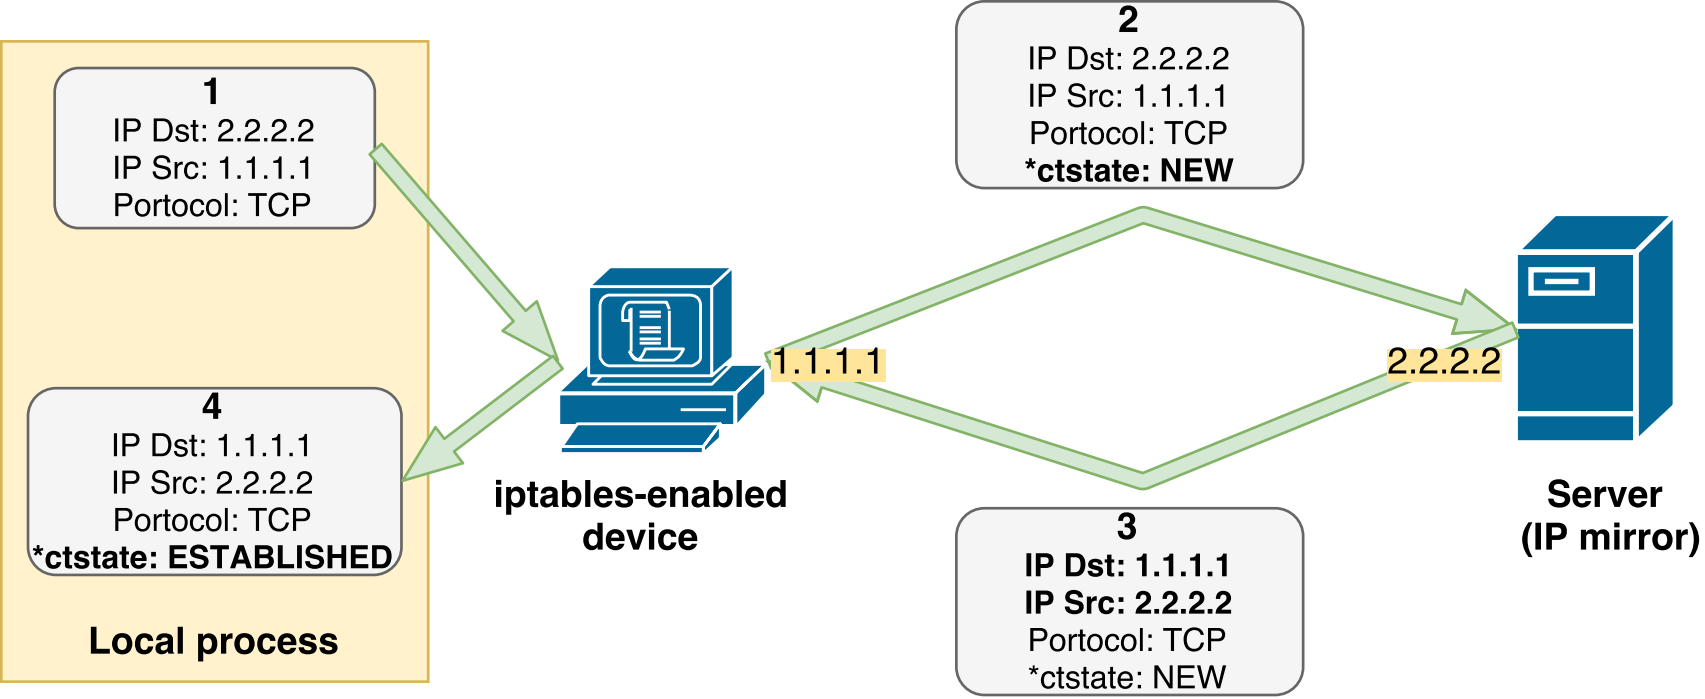 1
IP Dst: 2.2.2.2
IP Src: 1.1.1.1
Portocol: TCP
2
IP Dst: 2.2.2.2
IP Src: 1.1.1.1
Portocol: TCP
*ctstate: NEW
1.1.1.1
2.2.2.2
4
IP Dst: 1.1.1.1
IP Src: 2.2.2.2
Portocol: TCP
*ctstate: ESTABLISHED
Local process
iptables-enabled
device
3
IP Dst: 1.1.1.1
IP Src: 2.2.2.2
Portocol: TCP
*ctstate: NEW
Server
(IP mirror)